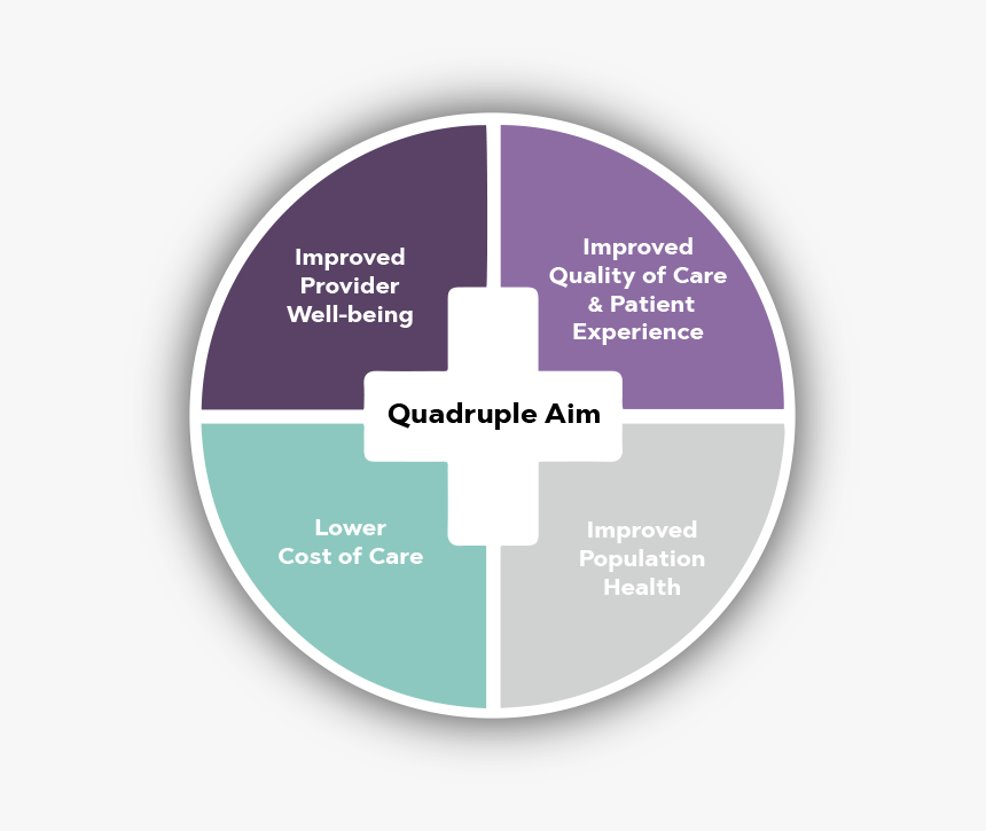 Improved
Provider
Well-being
Improved
Quality of Care
& Patient
Experience
Quadruple Aim
Lower
Cost of Care
Improved
Population
Health